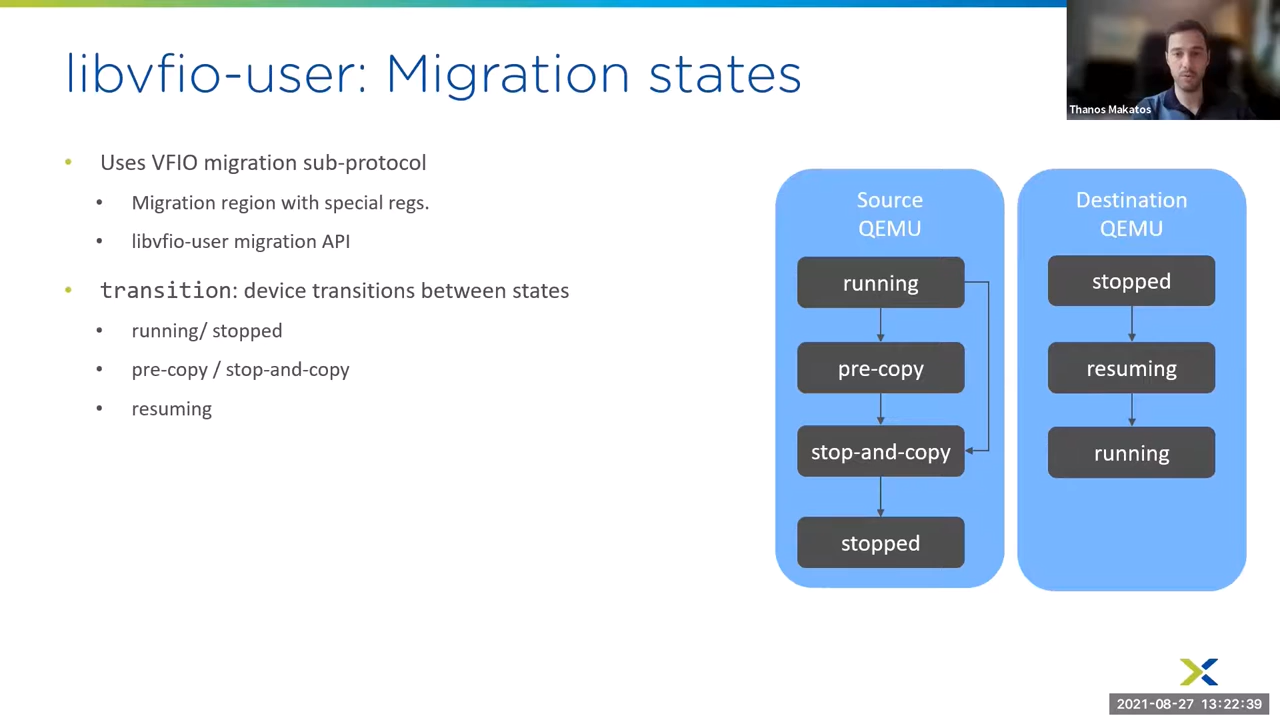 libvfio-user: Migration states
Thanos Makatos
• Uses VFIO migration sub-protocol
• Migration region with special regs.
• libvfio-user migration API
• transition: device transitions between states
• running/ stopped
• pre-copy / stop-and-copy
• resuming
Source
QEMU
running
pre-copy
stop-and-copy
stopped
Destination
QEMU
stopped
resuming
running
2021-08-27 13:22:39